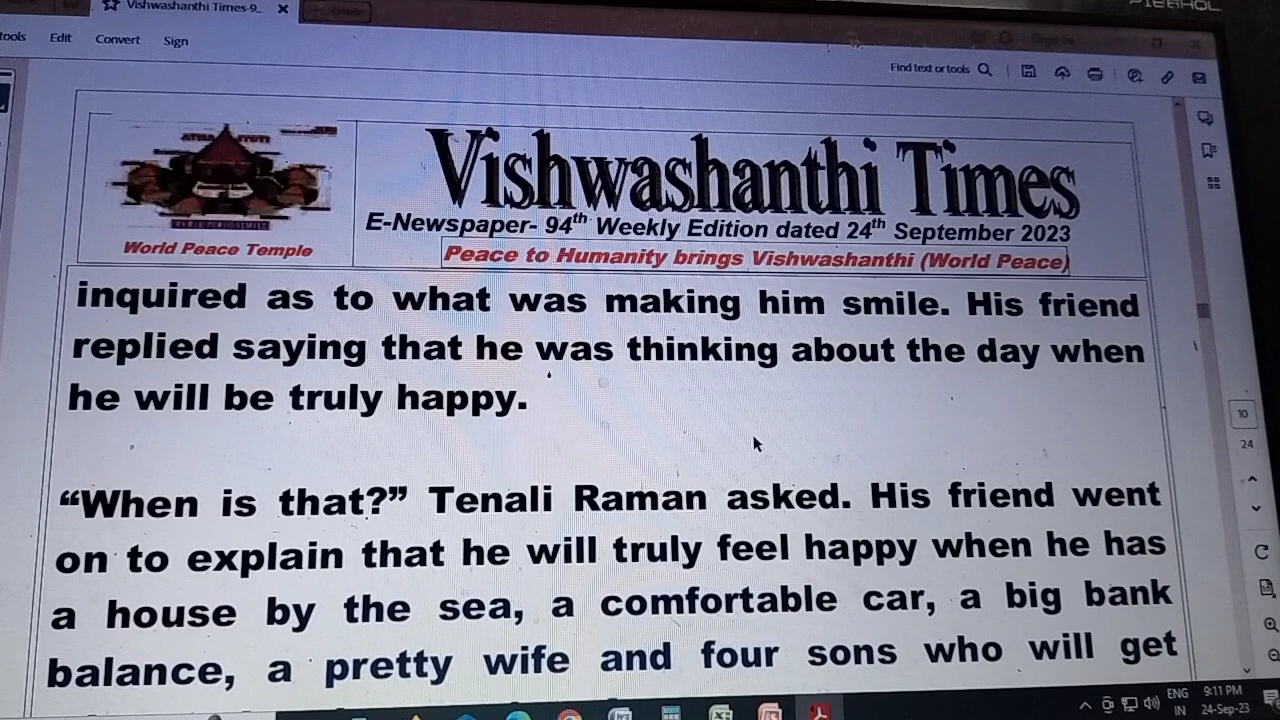 Vishwashanthi Times-9...
tools Edit Convert Sign
Find text or tools
Vishwashanthi Times
E-Newspaper- 94th Weekly Edition dated 24th September 2023
World Peace Temple
Peace to Humanity brings Vishwashanthi (World Peace)
inquired as to what was making him smile. His friend
replied saying that he was thinking about the day when
he will be truly happy.
“When is that?” Tenali Raman asked. His friend went
on to explain that he will truly feel happy when he has
a house by the sea, a comfortable car, a big bank
balance, a pretty wife and four sons who will get
10
24
ENG
IN
9:11 PM
24-Sep-23